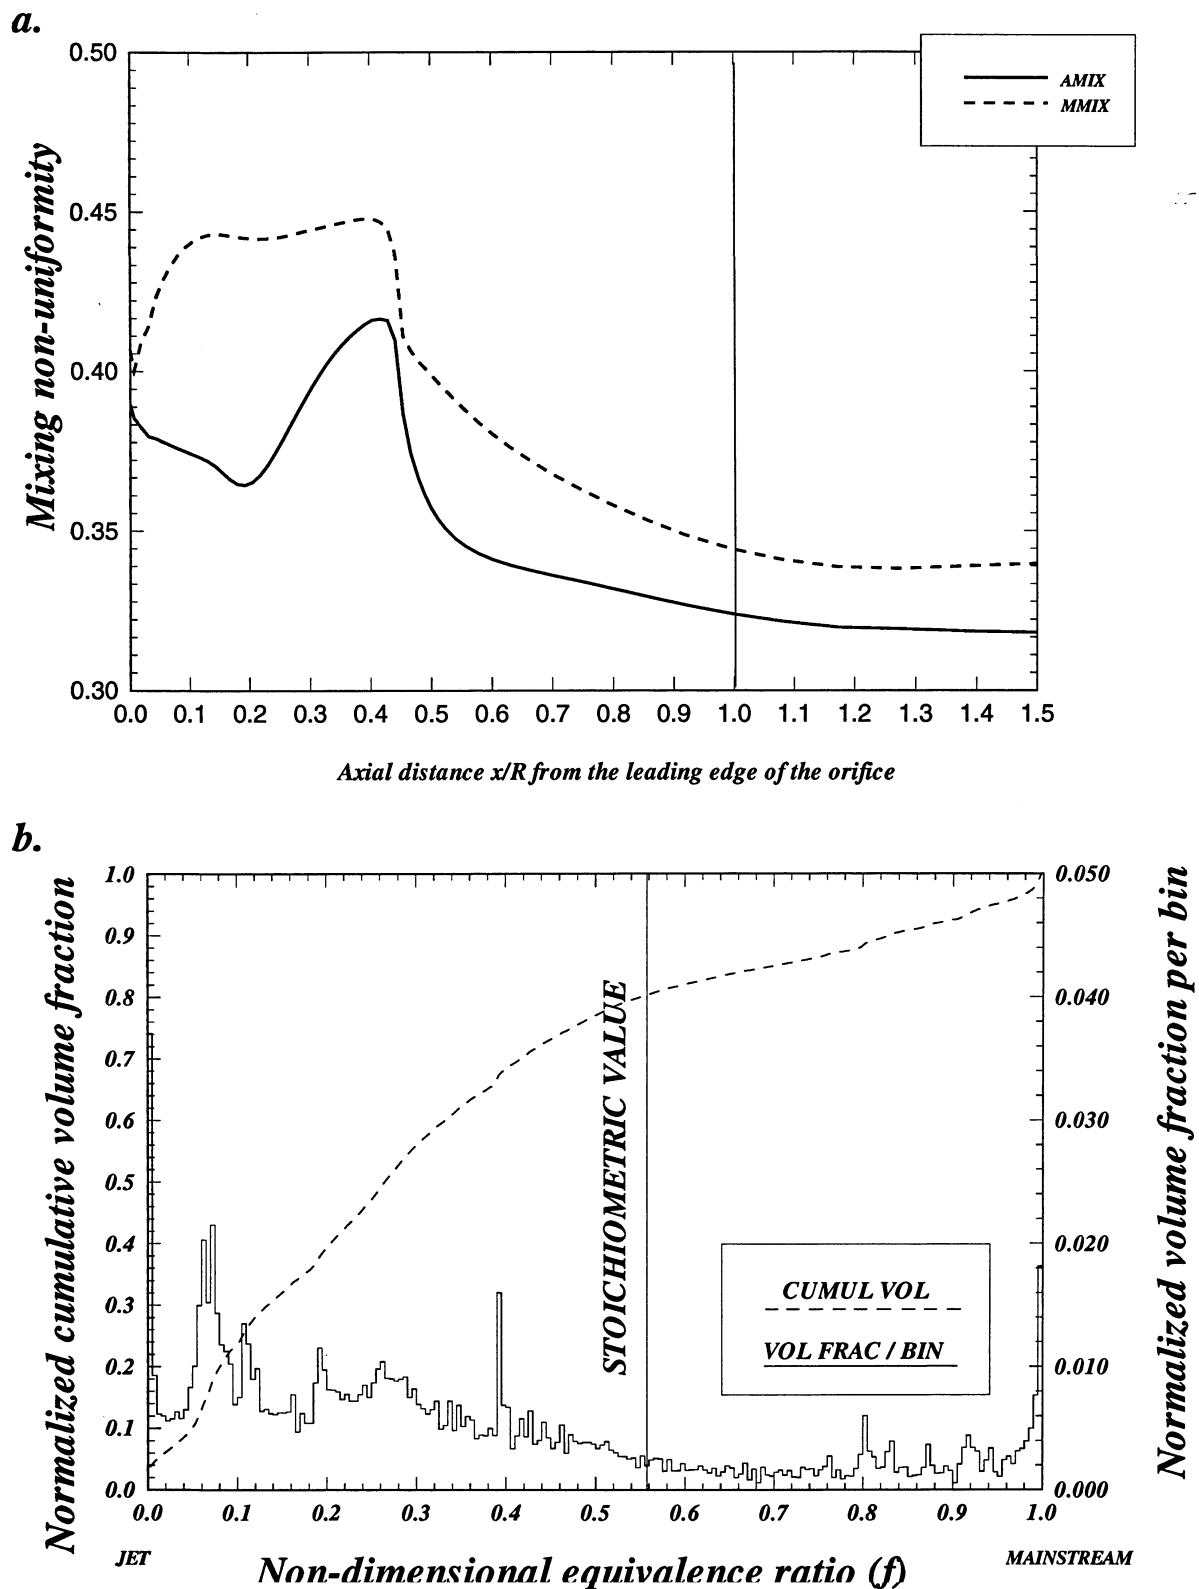 a.
0.50
0.45
0.40
0.35
0.30
Mixing non-uniformity
AMIX
MMIX
0.0 0.1 0.2 0.3 0.4 0.5 0.6 0.7 0.8 0.9 1.0 1.1 1.2 1.3 1.4 1.5
Axial distance x/R from the leading edge of the orifice
b.
Normalized cumulative volume fraction
1.0
0.9
0.8
0.7
0.6
0.5
0.4
0.3
0.2
0.1
0.0
STOICHIOMETRIC VALUE
CUMUL VOL
VOL FRAC / BIN
0.050
0.040
0.030
0.020
0.010
0.000
Normalized volume fraction per bin
0.0 0.1 0.2 0.3 0.4 0.5 0.6 0.7 0.8 0.9 1.0
JET
MAINSTREAM
Non-dimensional equivalence ratio (f)